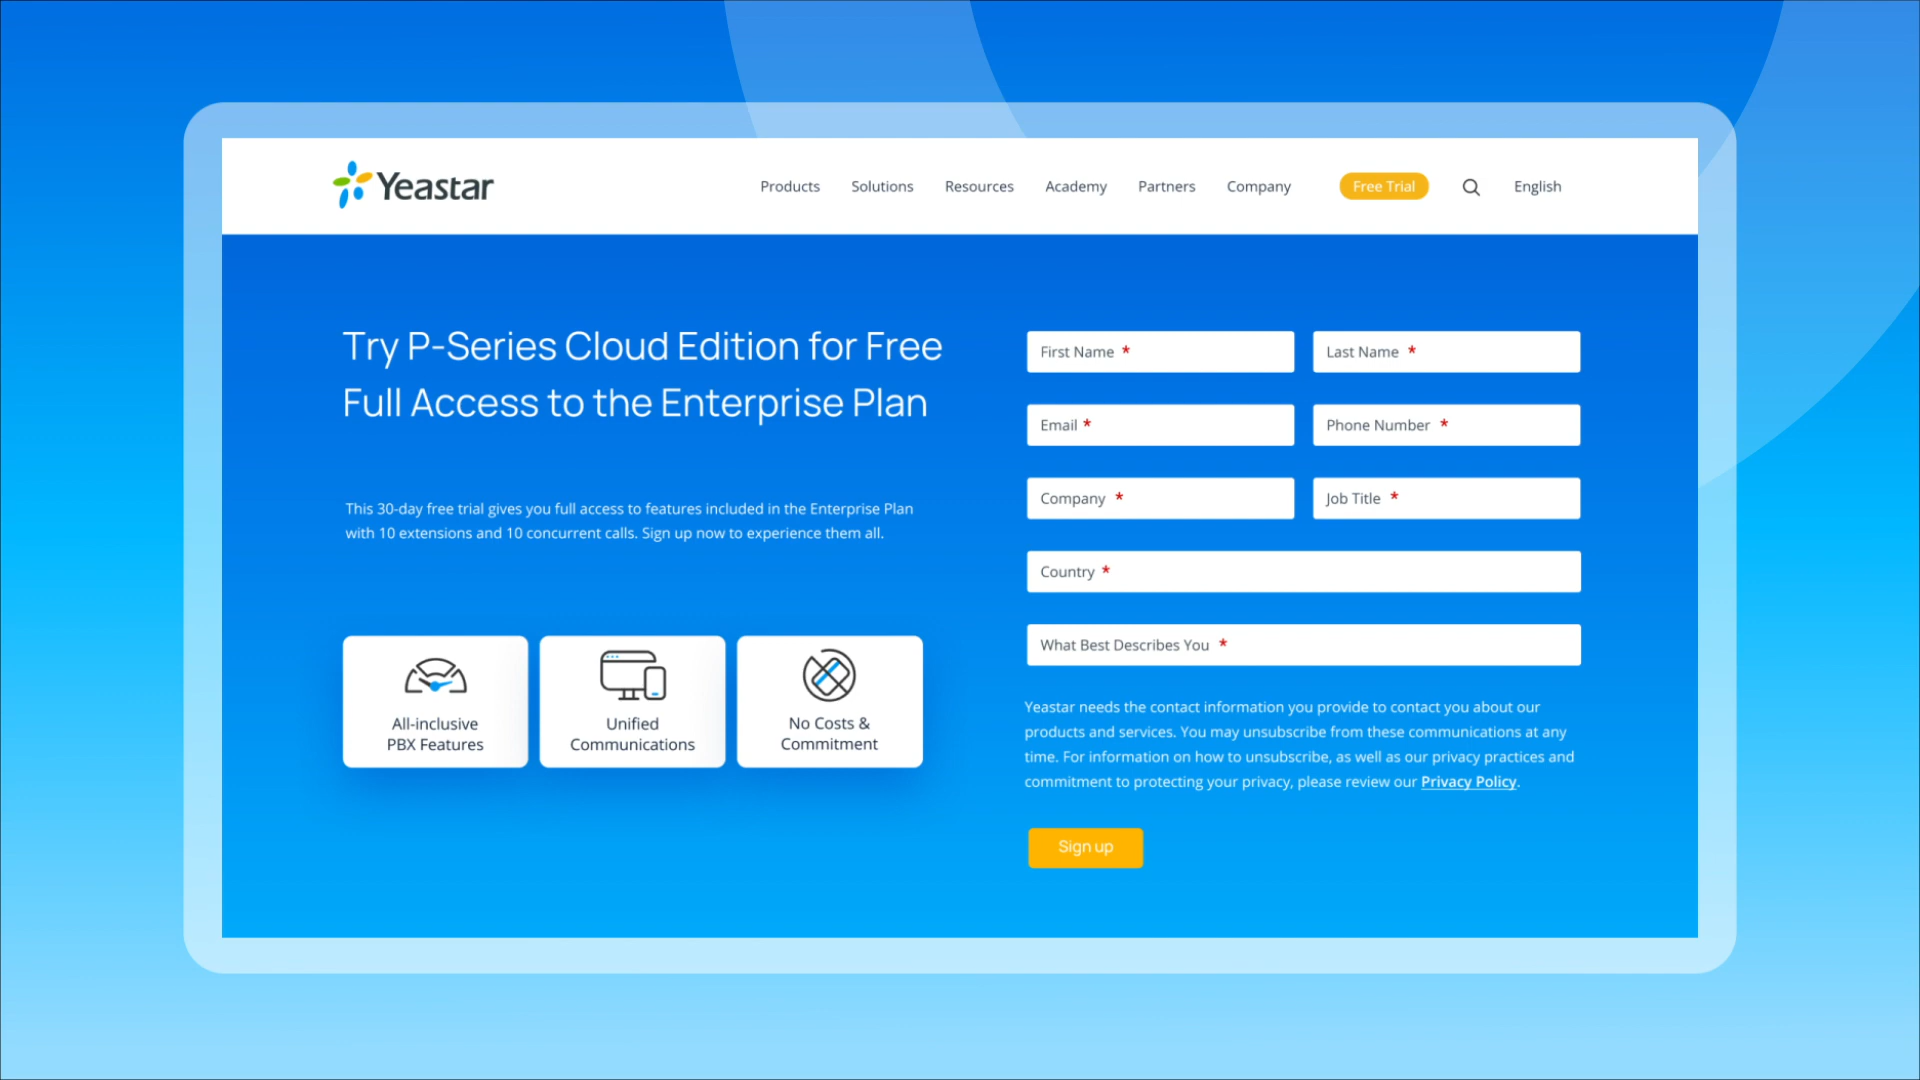 Yeastar
Products Solutions Resources Academy Partners Company Free Trial English
Try P-Series Cloud Edition for Free
Full Access to the Enterprise Plan
This 30-day free trial gives you full access to features included in the Enterprise Plan
with 10 extensions and 10 concurrent calls. Sign up now to experience them all.
All-inclusive
PBX Features
Unified
Communications
No Costs &
Commitment
First Name * Last Name *
Email * Phone Number *
Company * Job Title *
Country *
What Best Describes You *
Yeastar needs the contact information you provide to contact you about our
products and services. You may unsubscribe from these communications at any
time. For information on how to unsubscribe, as well as our privacy practices and
commitment to protecting your privacy, please review our Privacy Policy.
Sign up